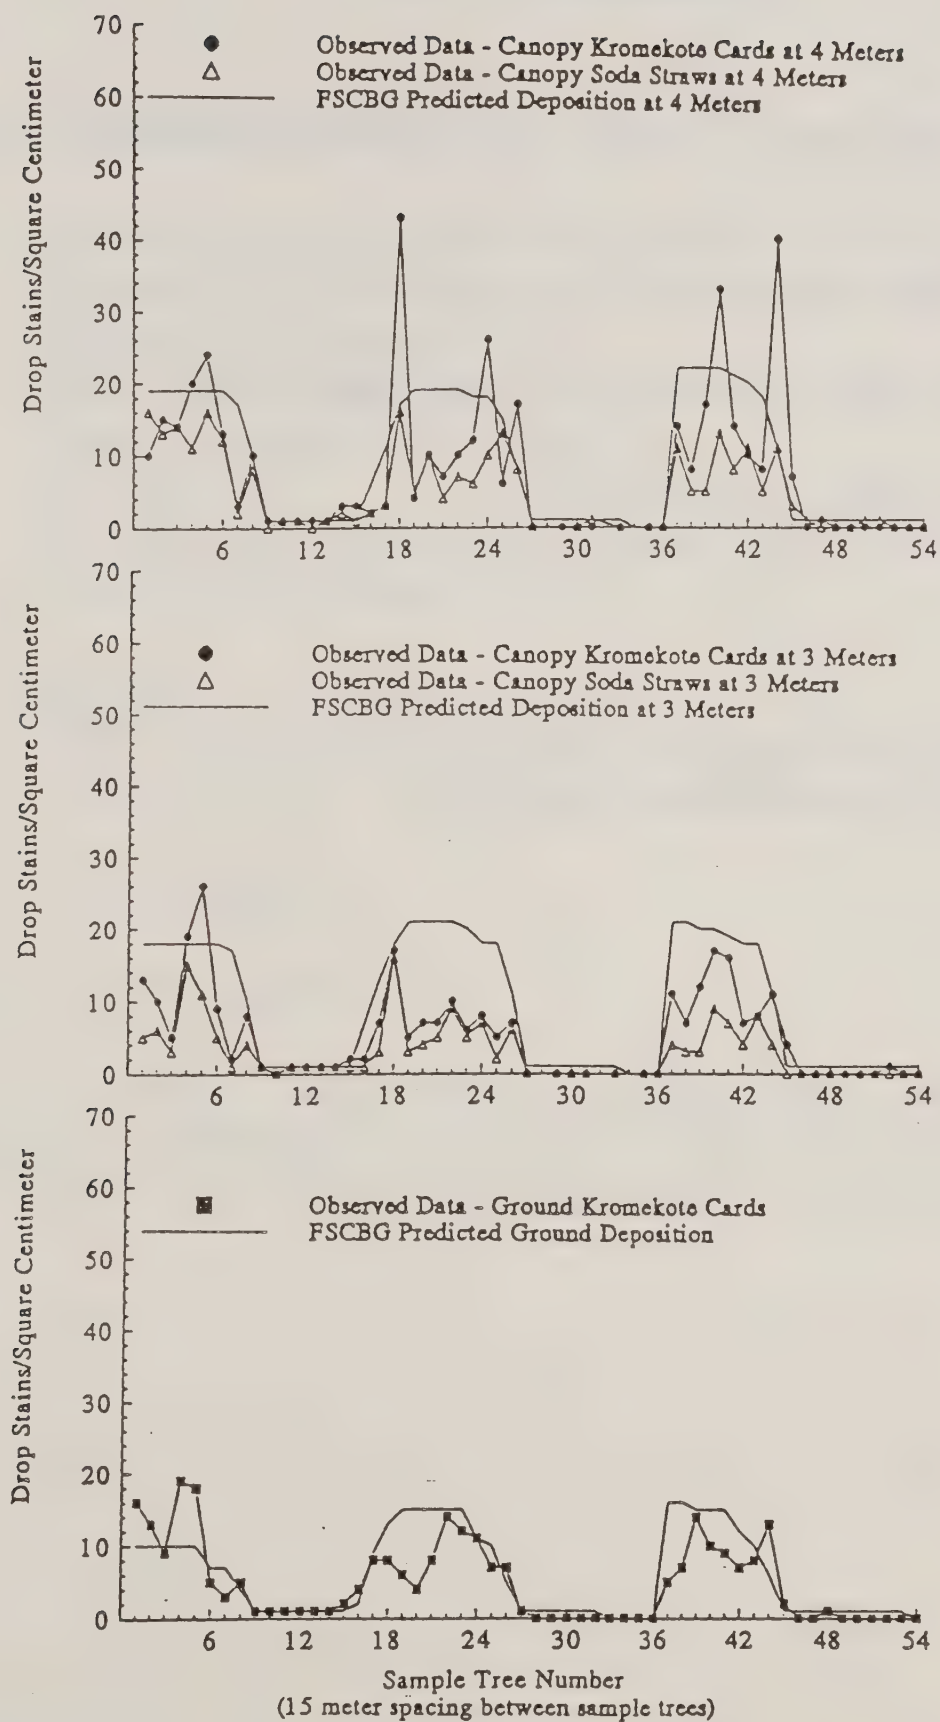 70
60
50
40
30
20
10
0
Drop Stains/Square Centimeter
Observed Data - Canopy Kromekote Cards at 4 Meters
Observed Data - Canopy Soda Straws at 4 Meters
FSCBG Predicted Deposition at 4 Meters
6 12 18 24 30 36 42 48 54
70
60
50
40
30
20
10
0
Drop Stains/Square Centimeter
Observed Data - Canopy Kromekote Cards at 3 Meters
Observed Data - Canopy Soda Straws at 3 Meters
FSCBG Predicted Deposition at 3 Meters
6 12 18 24 30 36 42 48 54
70
60
50
40
30
20
10
0
Drop Stains/Square Centimeter
Observed Data - Ground Kromekote Cards
FSCBG Predicted Ground Deposition
6 12 18 24 30 36 42 48 54
Sample Tree Number
(15 meter spacing between sample trees)